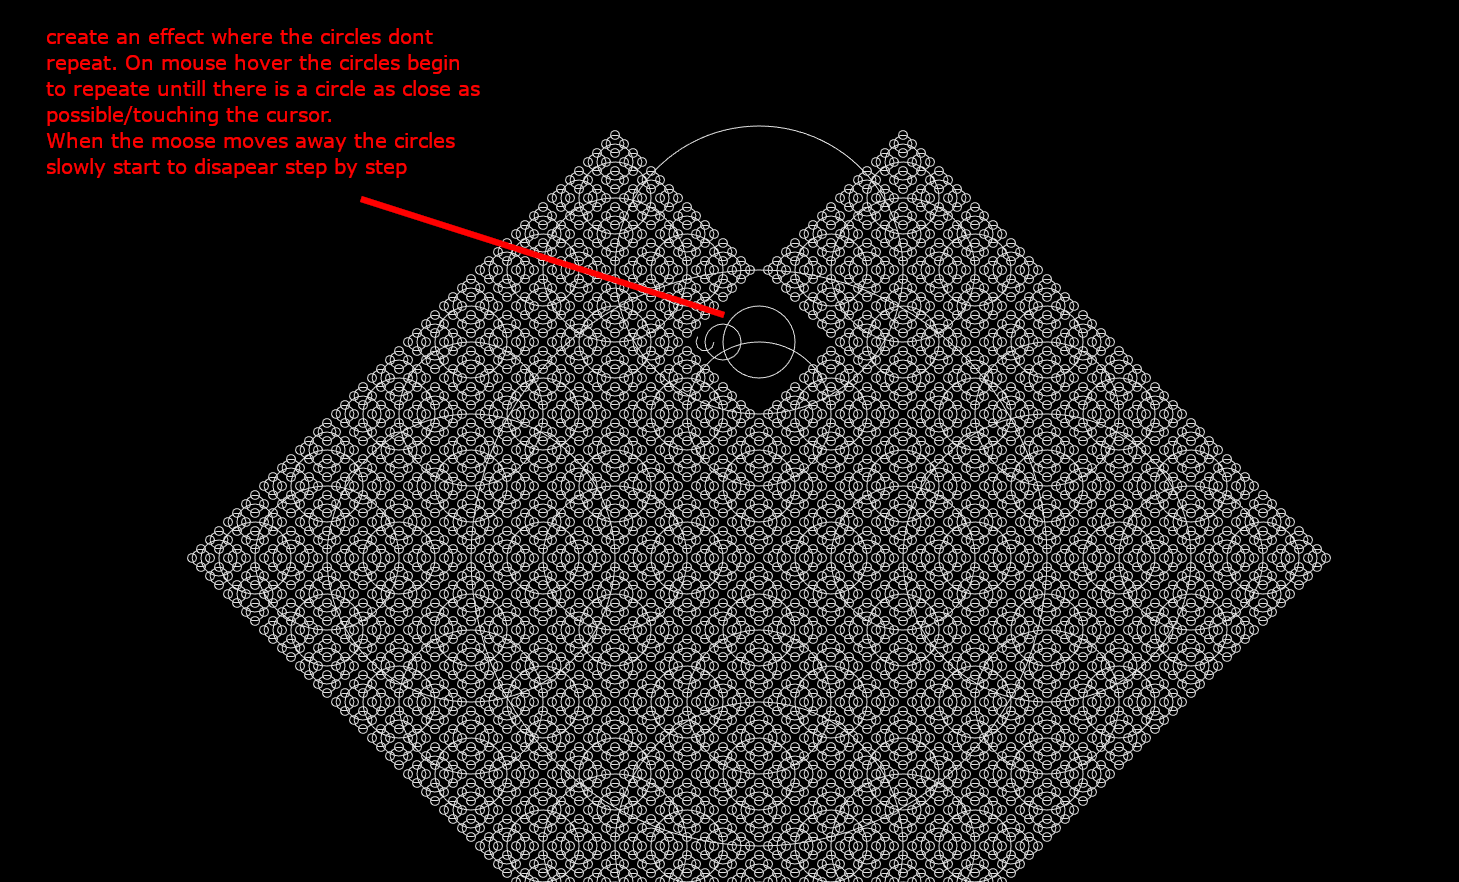 create an effect where the circles dont
repeat. On mouse hover the circles begin
to repeate untill there is a circle as close as
possible/touching the cursor.
When the moose moves away the circles
slowly start to disapear step by step